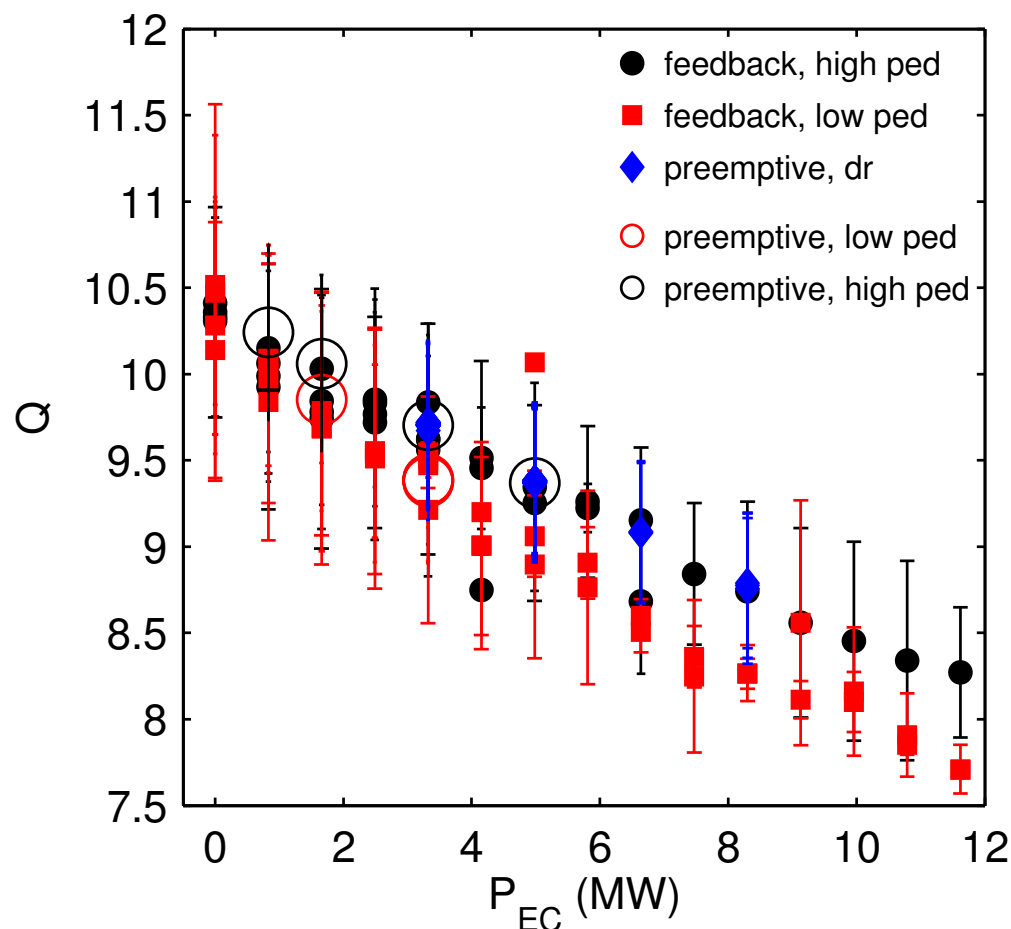 12
11.5
11
10.5
10
9.5
9
8.5
8
7.5
Q
feedback, high ped
feedback, low ped
preemptive, dr
preemptive, low ped
preemptive, high ped
0 2 4 6 8 10 12
P_EC (MW)